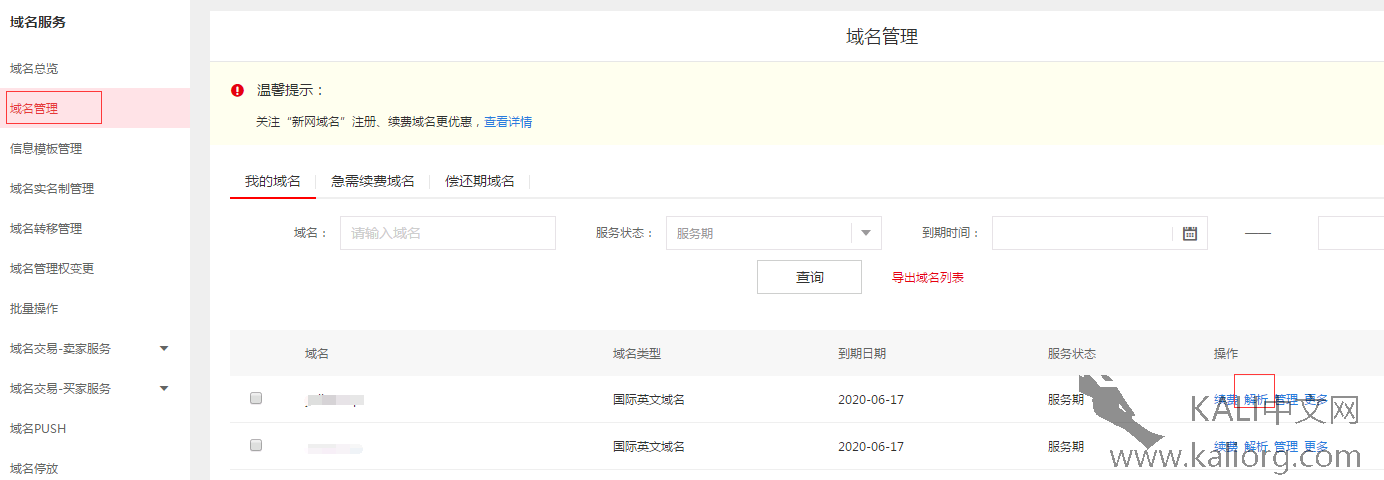 域名服务
域名总览
域名管理
信息模板管理
域名实名制管理
域名转移管理
域名管理权变更
批量操作
域名交易-卖家服务
域名交易-买家服务
域名PUSH
域名停放
域名管理
温馨提示：
关注“新网域名”注册、续费域名更优惠，查看详情
我的域名 急需续费域名 偿还期域名
域名： 请输入域名 服务状态： 服务期 到期时间：
查询 导出域名列表
域名 域名类型 到期日期 服务状态 操作
国际英文域名 2020-06-17 服务期 续费 解析 管理 更多
国际英文域名 2020-06-17 服务期 续费 解析 管理 更多
KALI中文网
www.kaliorg.com